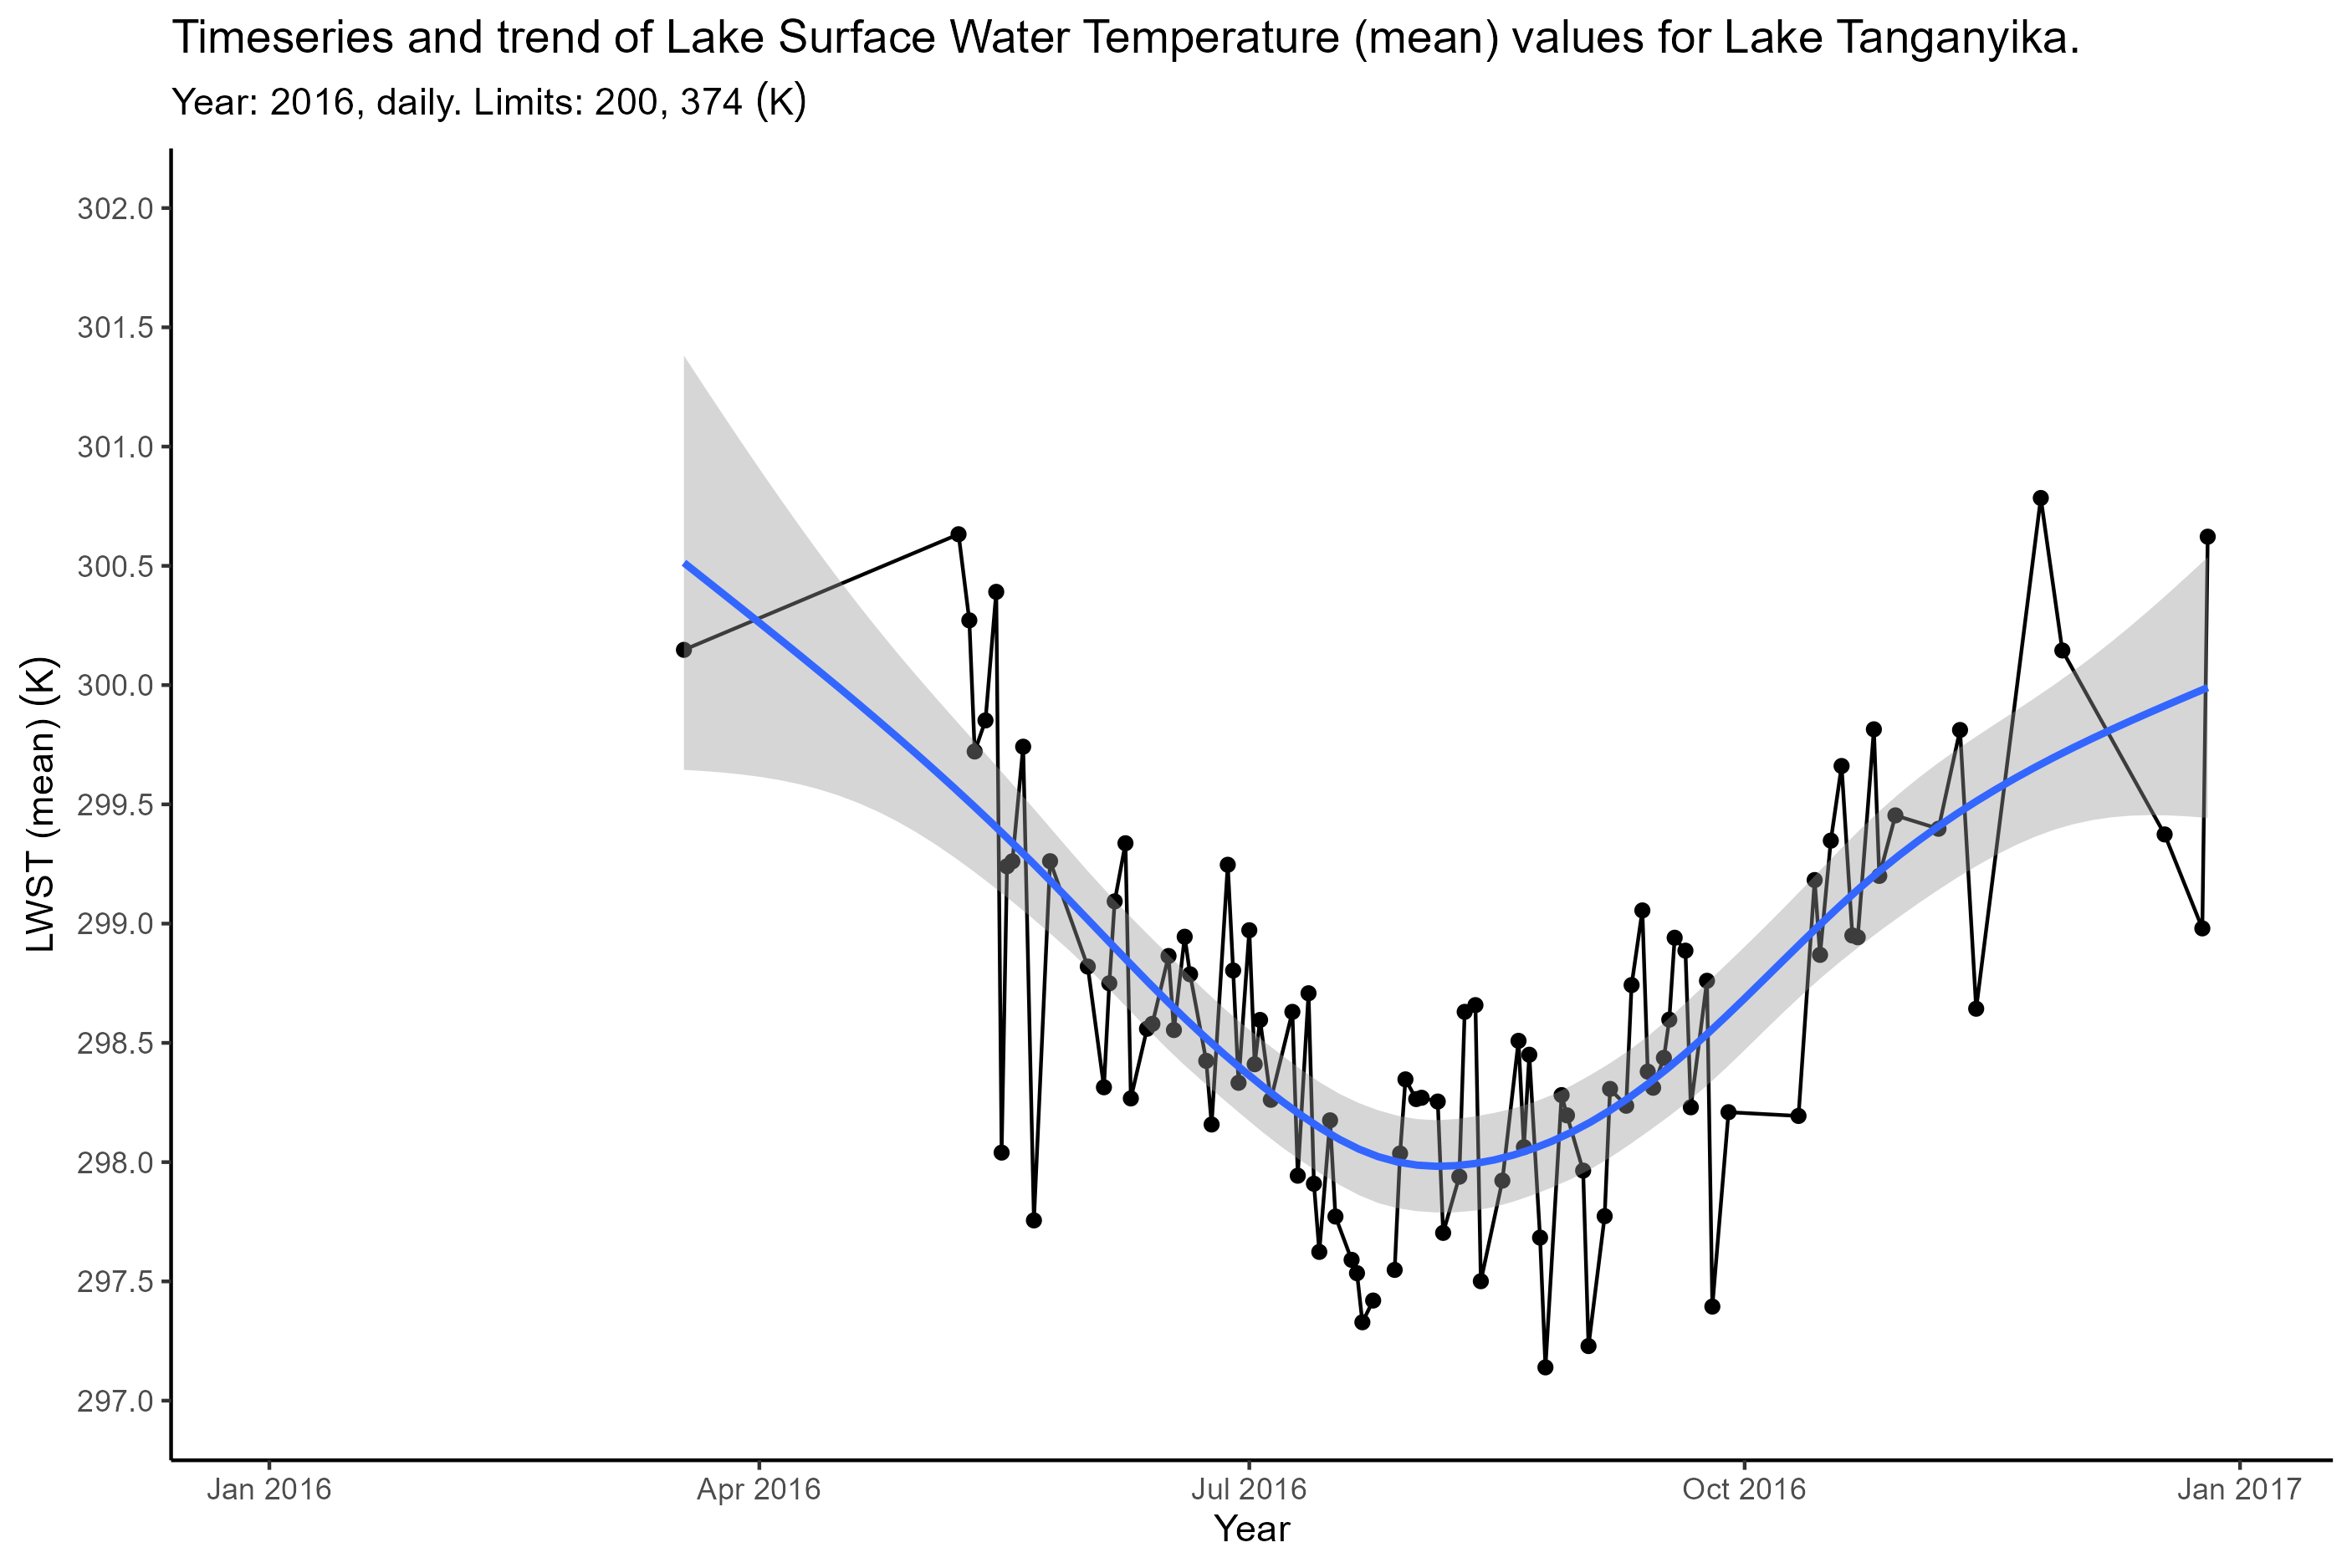 Timeseries and trend of Lake Surface Water Temperature (mean) values for Lake Tanganyika.
Year: 2016, daily. Limits: 200, 374 (K)
LWST (mean) (K)
302.0
301.5
301.0
300.5
300.0
299.5
299.0
298.5
298.0
297.5
297.0
Jan 2016
Apr 2016
Jul 2016
Oct 2016
Jan 2017
Year